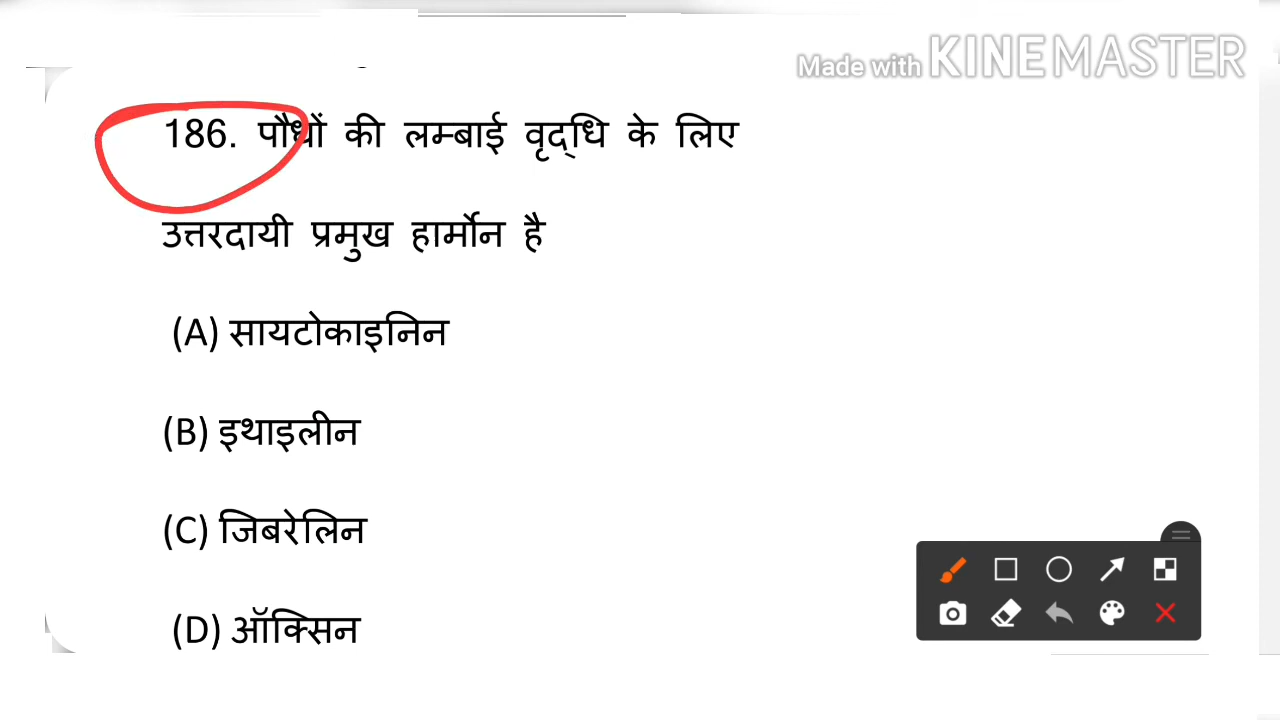 Made with KINEMASTER
186. पौधों की लम्बाई वृद्धि के लिए
उत्तरदायी प्रमुख हार्मोन है
(A) सायटोकाइनिन
(B) इथाइलीन
(C) जिबरेलिन
(D) ऑक्सिन